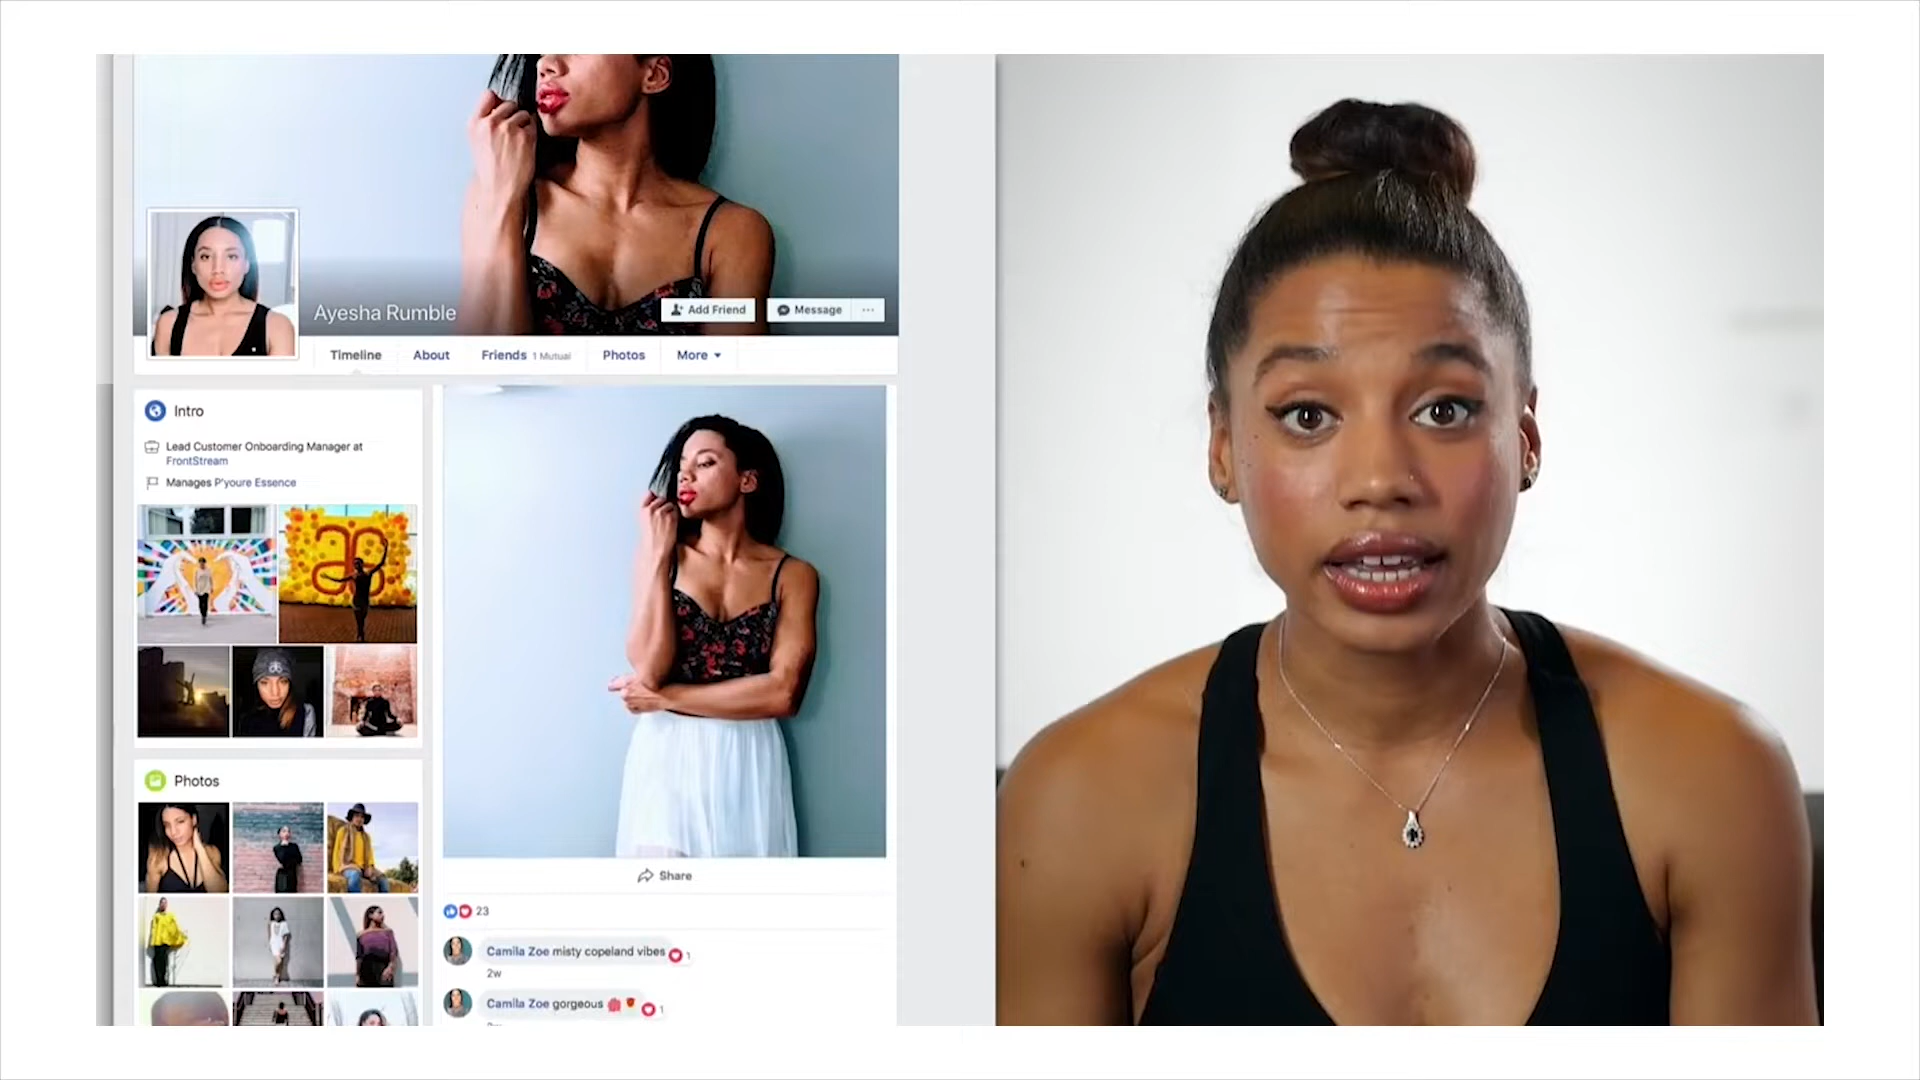 Ayesha Rumble
Add Friend
Message
Timeline
About
Friends 1 Mutual
Photos
More
Intro
Lead Customer Onboarding Manager at
FrontStream
Manages P'youre Essence
Photos
Share
23
Camila Zoe misty copeland vibes 1
2w
Camila Zoe gorgeous 1